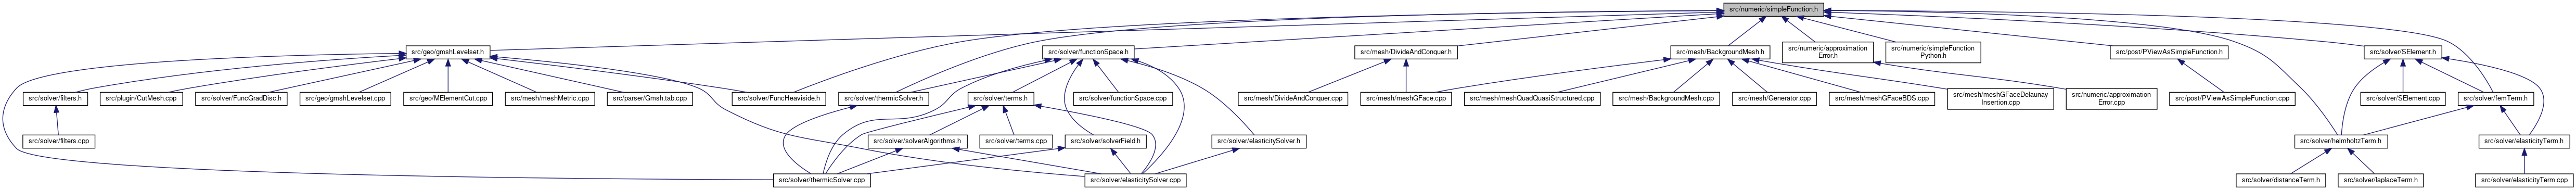 src/numeric/simpleFunction.h
src/geo/gmshLevelset.h
src/solver/functionSpace.h
src/mesh/DivideAndConquer.h
src/mesh/BackgroundMesh.h
src/numeric/approximation
Error.h
src/numeric/simpleFunction
Python.h
src/post/PViewAsSimpleFunction.h
src/solver/SElement.h
src/solver/filters.h
src/plugin/CutMesh.cpp
src/solver/FuncGradDisc.h
src/geo/gmshLevelset.cpp
src/geo/MElementCut.cpp
src/mesh/meshMetric.cpp
src/parser/Gmsh.tab.cpp
src/solver/FuncHeaviside.h
src/solver/thermicSolver.h
src/solver/terms.h
src/solver/functionSpace.cpp
src/mesh/DivideAndConquer.cpp
src/mesh/meshGFace.cpp
src/mesh/meshQuadQuasiStructured.cpp
src/mesh/BackgroundMesh.cpp
src/mesh/Generator.cpp
src/mesh/meshGFaceBDS.cpp
src/mesh/meshGFaceDelaunay
Insertion.cpp
src/numeric/approximation
Error.cpp
src/post/PViewAsSimpleFunction.cpp
src/solver/SElement.cpp
src/solver/femTerm.h
src/solver/filters.cpp
src/solver/solverAlgorithms.h
src/solver/terms.cpp
src/solver/solverField.h
src/solver/elasticitySolver.h
src/solver/helmholtzTerm.h
src/solver/elasticityTerm.h
src/solver/thermicSolver.cpp
src/solver/elasticitySolver.cpp
src/solver/distanceTerm.h
src/solver/laplaceTerm.h
src/solver/elasticityTerm.cpp